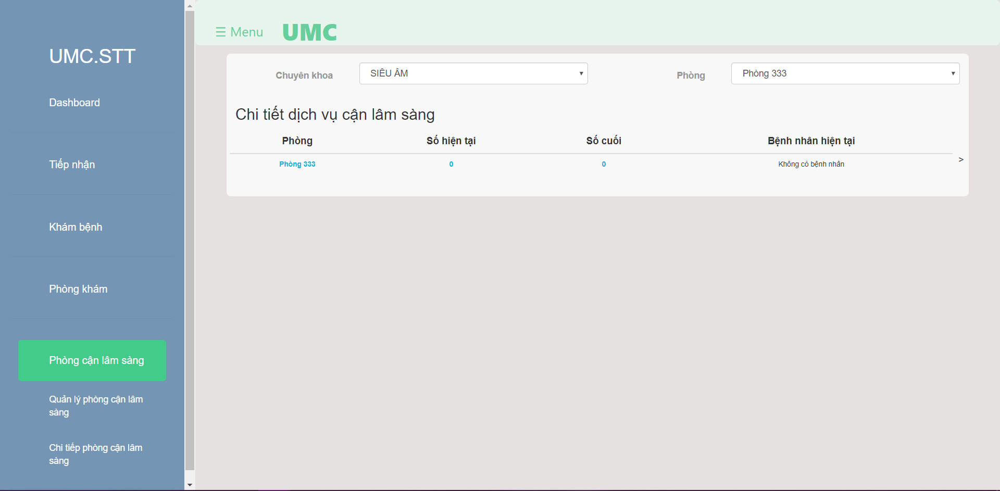 UMC.STT
Dashboard
Tiếp nhận
Khám bệnh
Phòng khám
Phòng cận lâm sàng
Quản lý phòng cận lâm
sàng
Chi tiếp phòng cận lâm
sàng
☰ Menu UMC
Chuyên khoa SIÊU ÂM Phòng Phòng 333
Chi tiết dịch vụ cận lâm sàng
Phòng Số hiện tại Số cuối Bệnh nhân hiện tại
Phòng 333 0 0 Không có bệnh nhân >